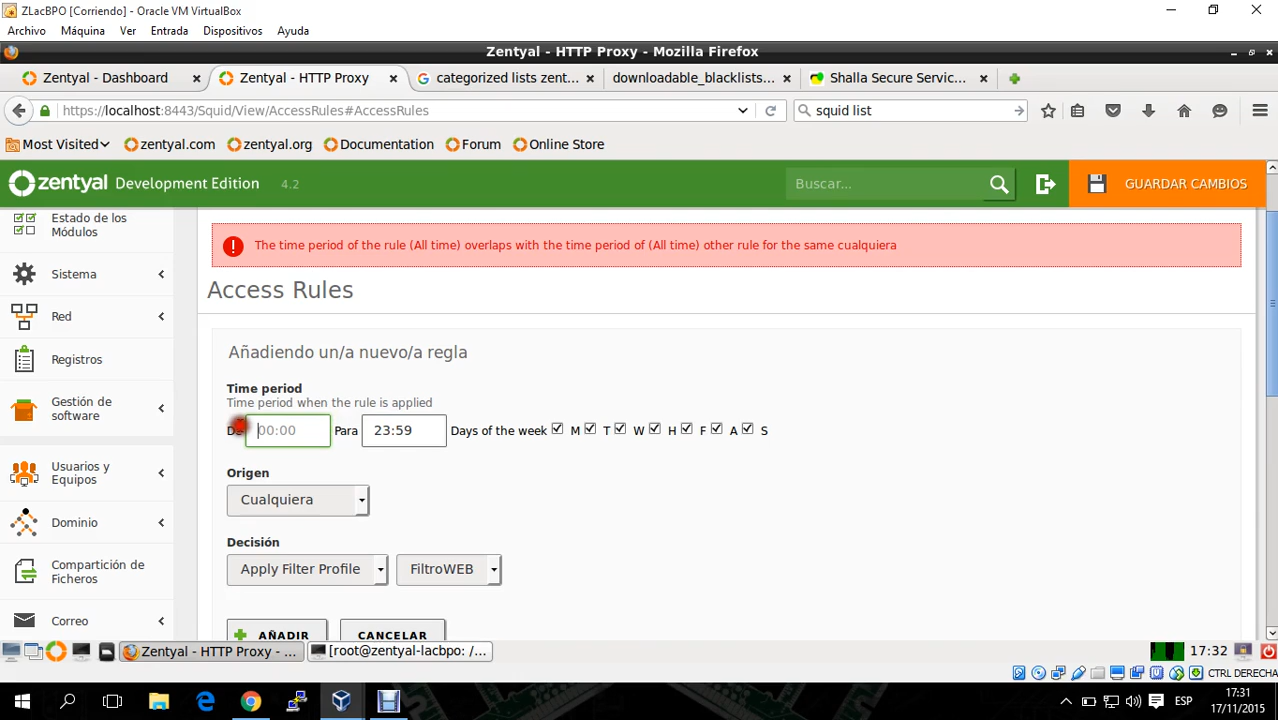 ZLacBPO [Corriendo] - Oracle VM VirtualBox
Archivo Máquina Ver Entrada Dispositivos Ayuda
Zentyal - HTTP Proxy - Mozilla Firefox
Zentyal - Dashboard × Zentyal - HTTP Proxy × categorized lists zent... × downloadable_blacklists... × Shalla Secure Servic... ×
https://localhost:8443/Squid/View/AccessRules#AccessRules squid list
Most Visited zentyal.com zentyal.org Documentation Forum Online Store
zentyal Development Edition 4.2 Buscar... GUARDAR CAMBIOS
Estado de los
Módulos
Sistema
Red
Registros
Gestión de
software
Usuarios y
Equipos
Dominio
Compartición de
Ficheros
Correo
The time period of the rule (All time) overlaps with the time period of (All time) other rule for the same cualquiera
Access Rules
Añadiendo un/a nuevo/a regla
Time period
Time period when the rule is applied
00:00 Para 23:59 Days of the week M T W H F A S
Origen
Cualquiera
Decisión
Apply Filter Profile FiltroWEB
AÑADIR CANCELAR
Zentyal - HTTP Proxy - ... [root@zentyal-lacbpo: /... 17:32
CTRL DERECHA
ESP 17:31
17/11/2015